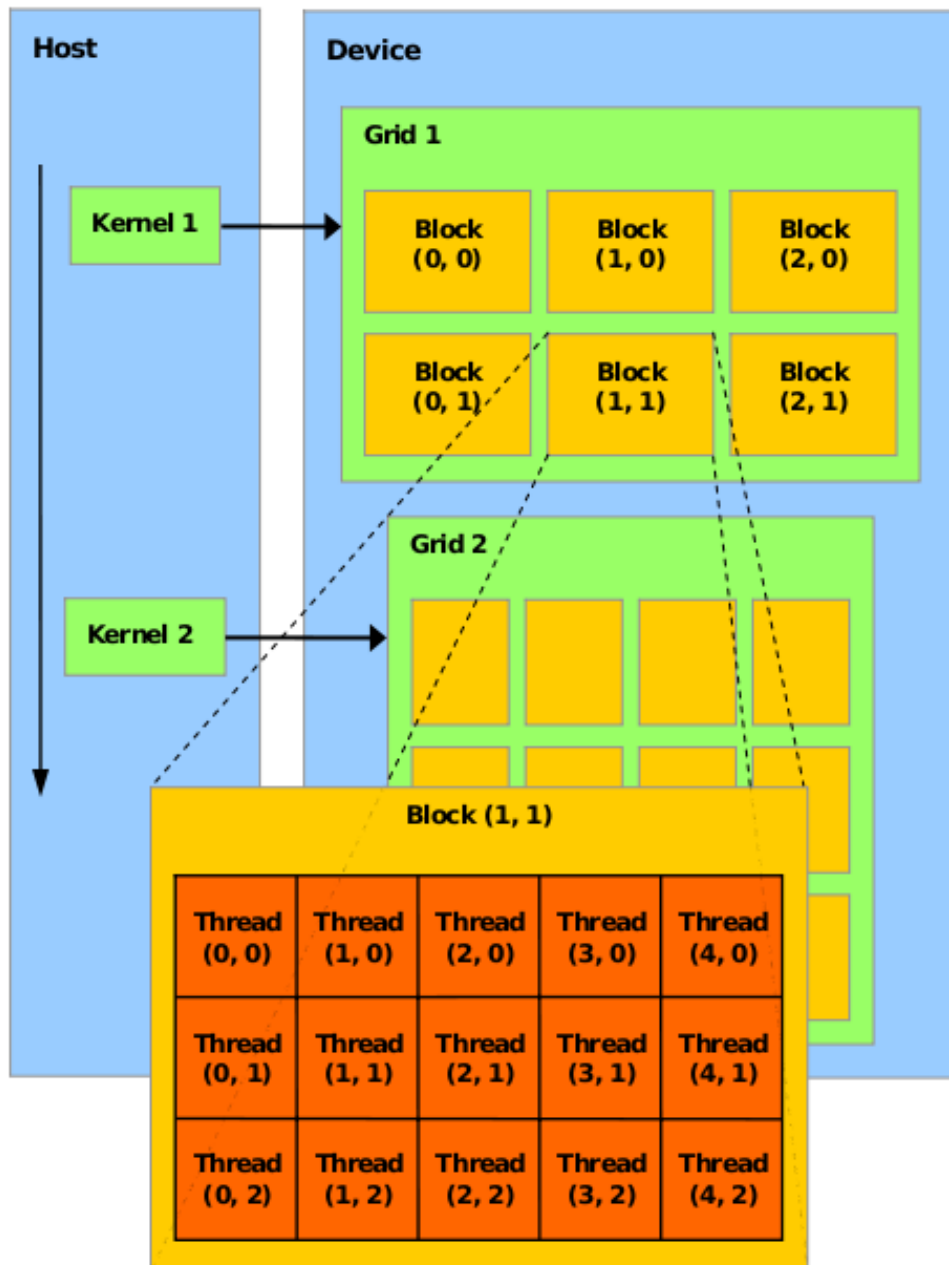 Host
Device
Grid 1
Kernel 1
Block
(0, 0)
Block
(1, 0)
Block
(2, 0)
Block
(0, 1)
Block
(1, 1)
Block
(2, 1)
Grid 2
Kernel 2
Block (1, 1)
Thread
(0, 0)
Thread
(1, 0)
Thread
(2, 0)
Thread
(3, 0)
Thread
(4, 0)
Thread
(0, 1)
Thread
(1, 1)
Thread
(2, 1)
Thread
(3, 1)
Thread
(4, 1)
Thread
(0, 2)
Thread
(1, 2)
Thread
(2, 2)
Thread
(3, 2)
Thread
(4, 2)